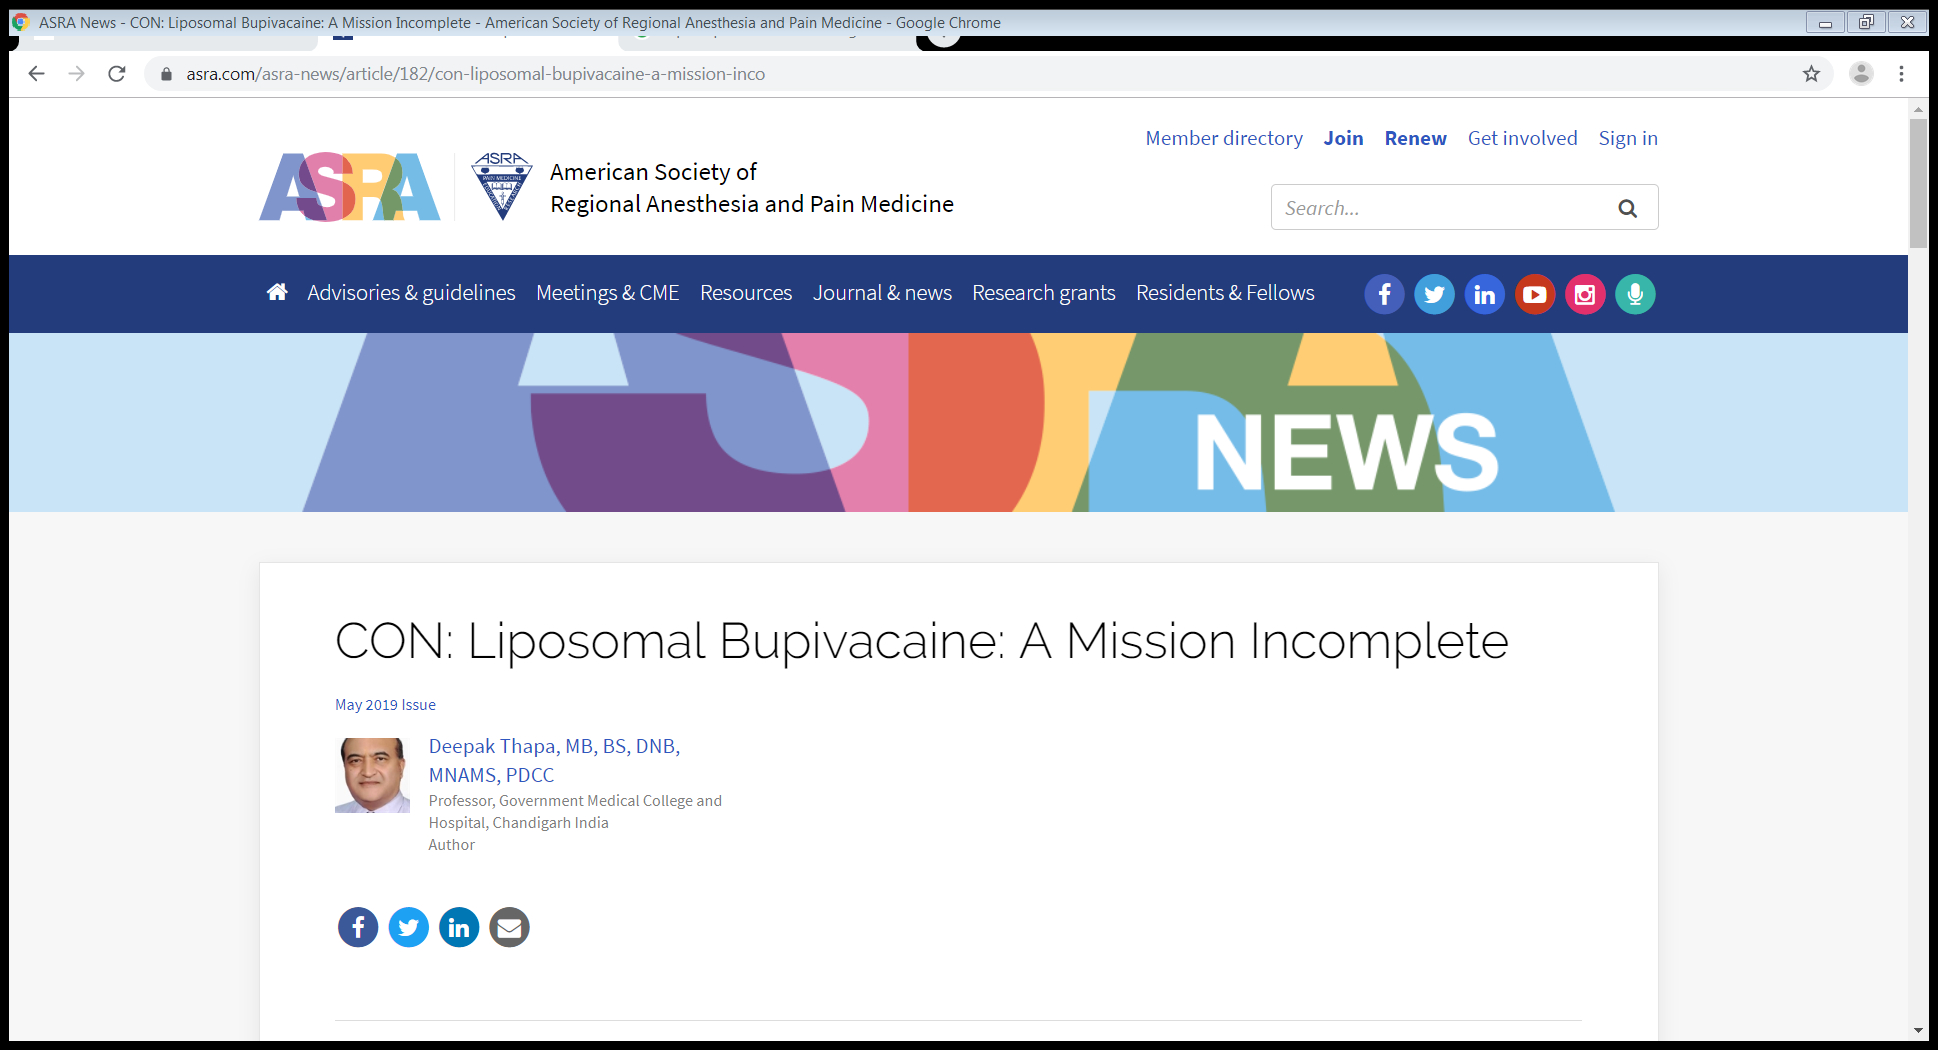 ASRA News - CON: Liposomal Bupivacaine: A Mission Incomplete - American Society of Regional Anesthesia and Pain Medicine - Google Chrome
asra.com/asra-news/article/182/con-liposomal-bupivacaine-a-mission-inco
Member directory Join Renew Get involved Sign in
ASRA
ASRA
PAIN MEDICINE
American Society of
Regional Anesthesia and Pain Medicine
Search...
Advisories & guidelines Meetings & CME Resources Journal & news Research grants Residents & Fellows
ASRA
NEWS
CON: Liposomal Bupivacaine: A Mission Incomplete
May 2019 Issue
Deepak Thapa, MB, BS, DNB,
MNAMS, PDCC
Professor, Government Medical College and
Hospital, Chandigarh India
Author